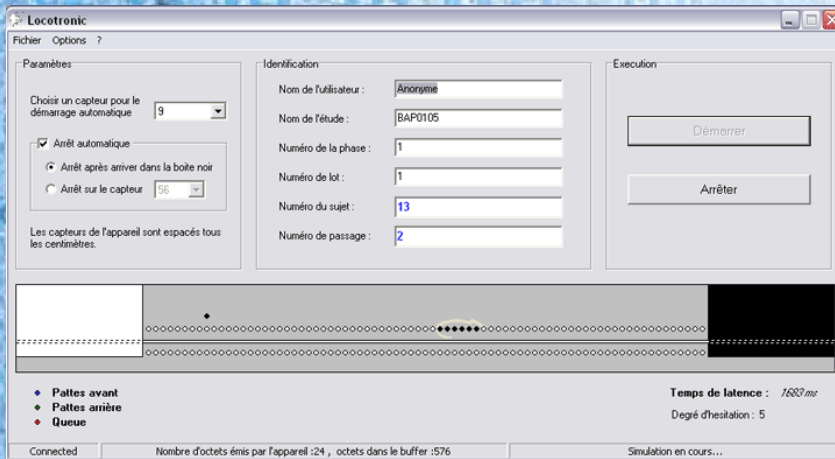 Locotronic
Fichier Options ?
Paramètres
Choisir un capteur pour le
démarrage automatique
9
Arrêt automatique
Arrêt après arriver dans la boite noir
Arrêt sur le capteur
56
Les capteurs de l'appareil sont espacés tous
les centimètres.
Identification
Nom de l'utilisateur : Anonyme
Nom de l'étude : BAP0105
Numéro de la phase : 1
Numéro de lot : 1
Numéro du sujet : 13
Numéro de passage : 2
Execution
Démarrer
Arrêter
Pattes avant
Pattes arrière
Queue
Temps de latence : 1683 ms
Degré d'hesitation : 5
Connected
Nombre d'octets émis par l'appareil :24 , octets dans le buffer :576
Simulation en cours...